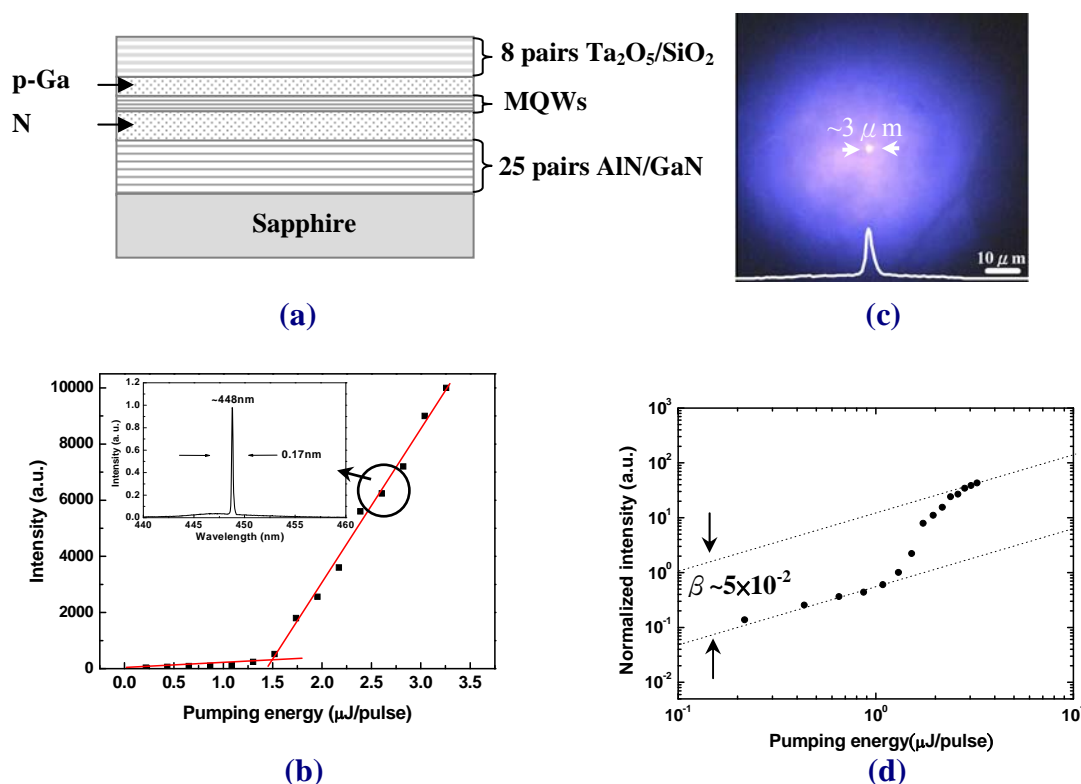 8 pairs Ta₂O₅/SiO₂
p-Ga
MQWs
N
25 pairs AlN/GaN
Sapphire
(a)
~3 μm
10 μm
(c)
Intensity (a.u.)
10000
8000
6000
4000
2000
0
0.0 0.5 1.0 1.5 2.0 2.5 3.0 3.5
Pumping energy (μJ/pulse)
Intensity (a. u.)
1.2
1.0
0.8
0.6
0.4
0.2
0.0
~448nm
0.17nm
440 445 450 455 460
Wavelength (nm)
(b)
Normalized intensity (a.u.)
10³
10²
10¹
10⁰
10⁻¹
10⁻²
β ~5×10⁻²
10⁻¹ 10⁰ 10
Pumping energy(μJ/pulse)
(d)